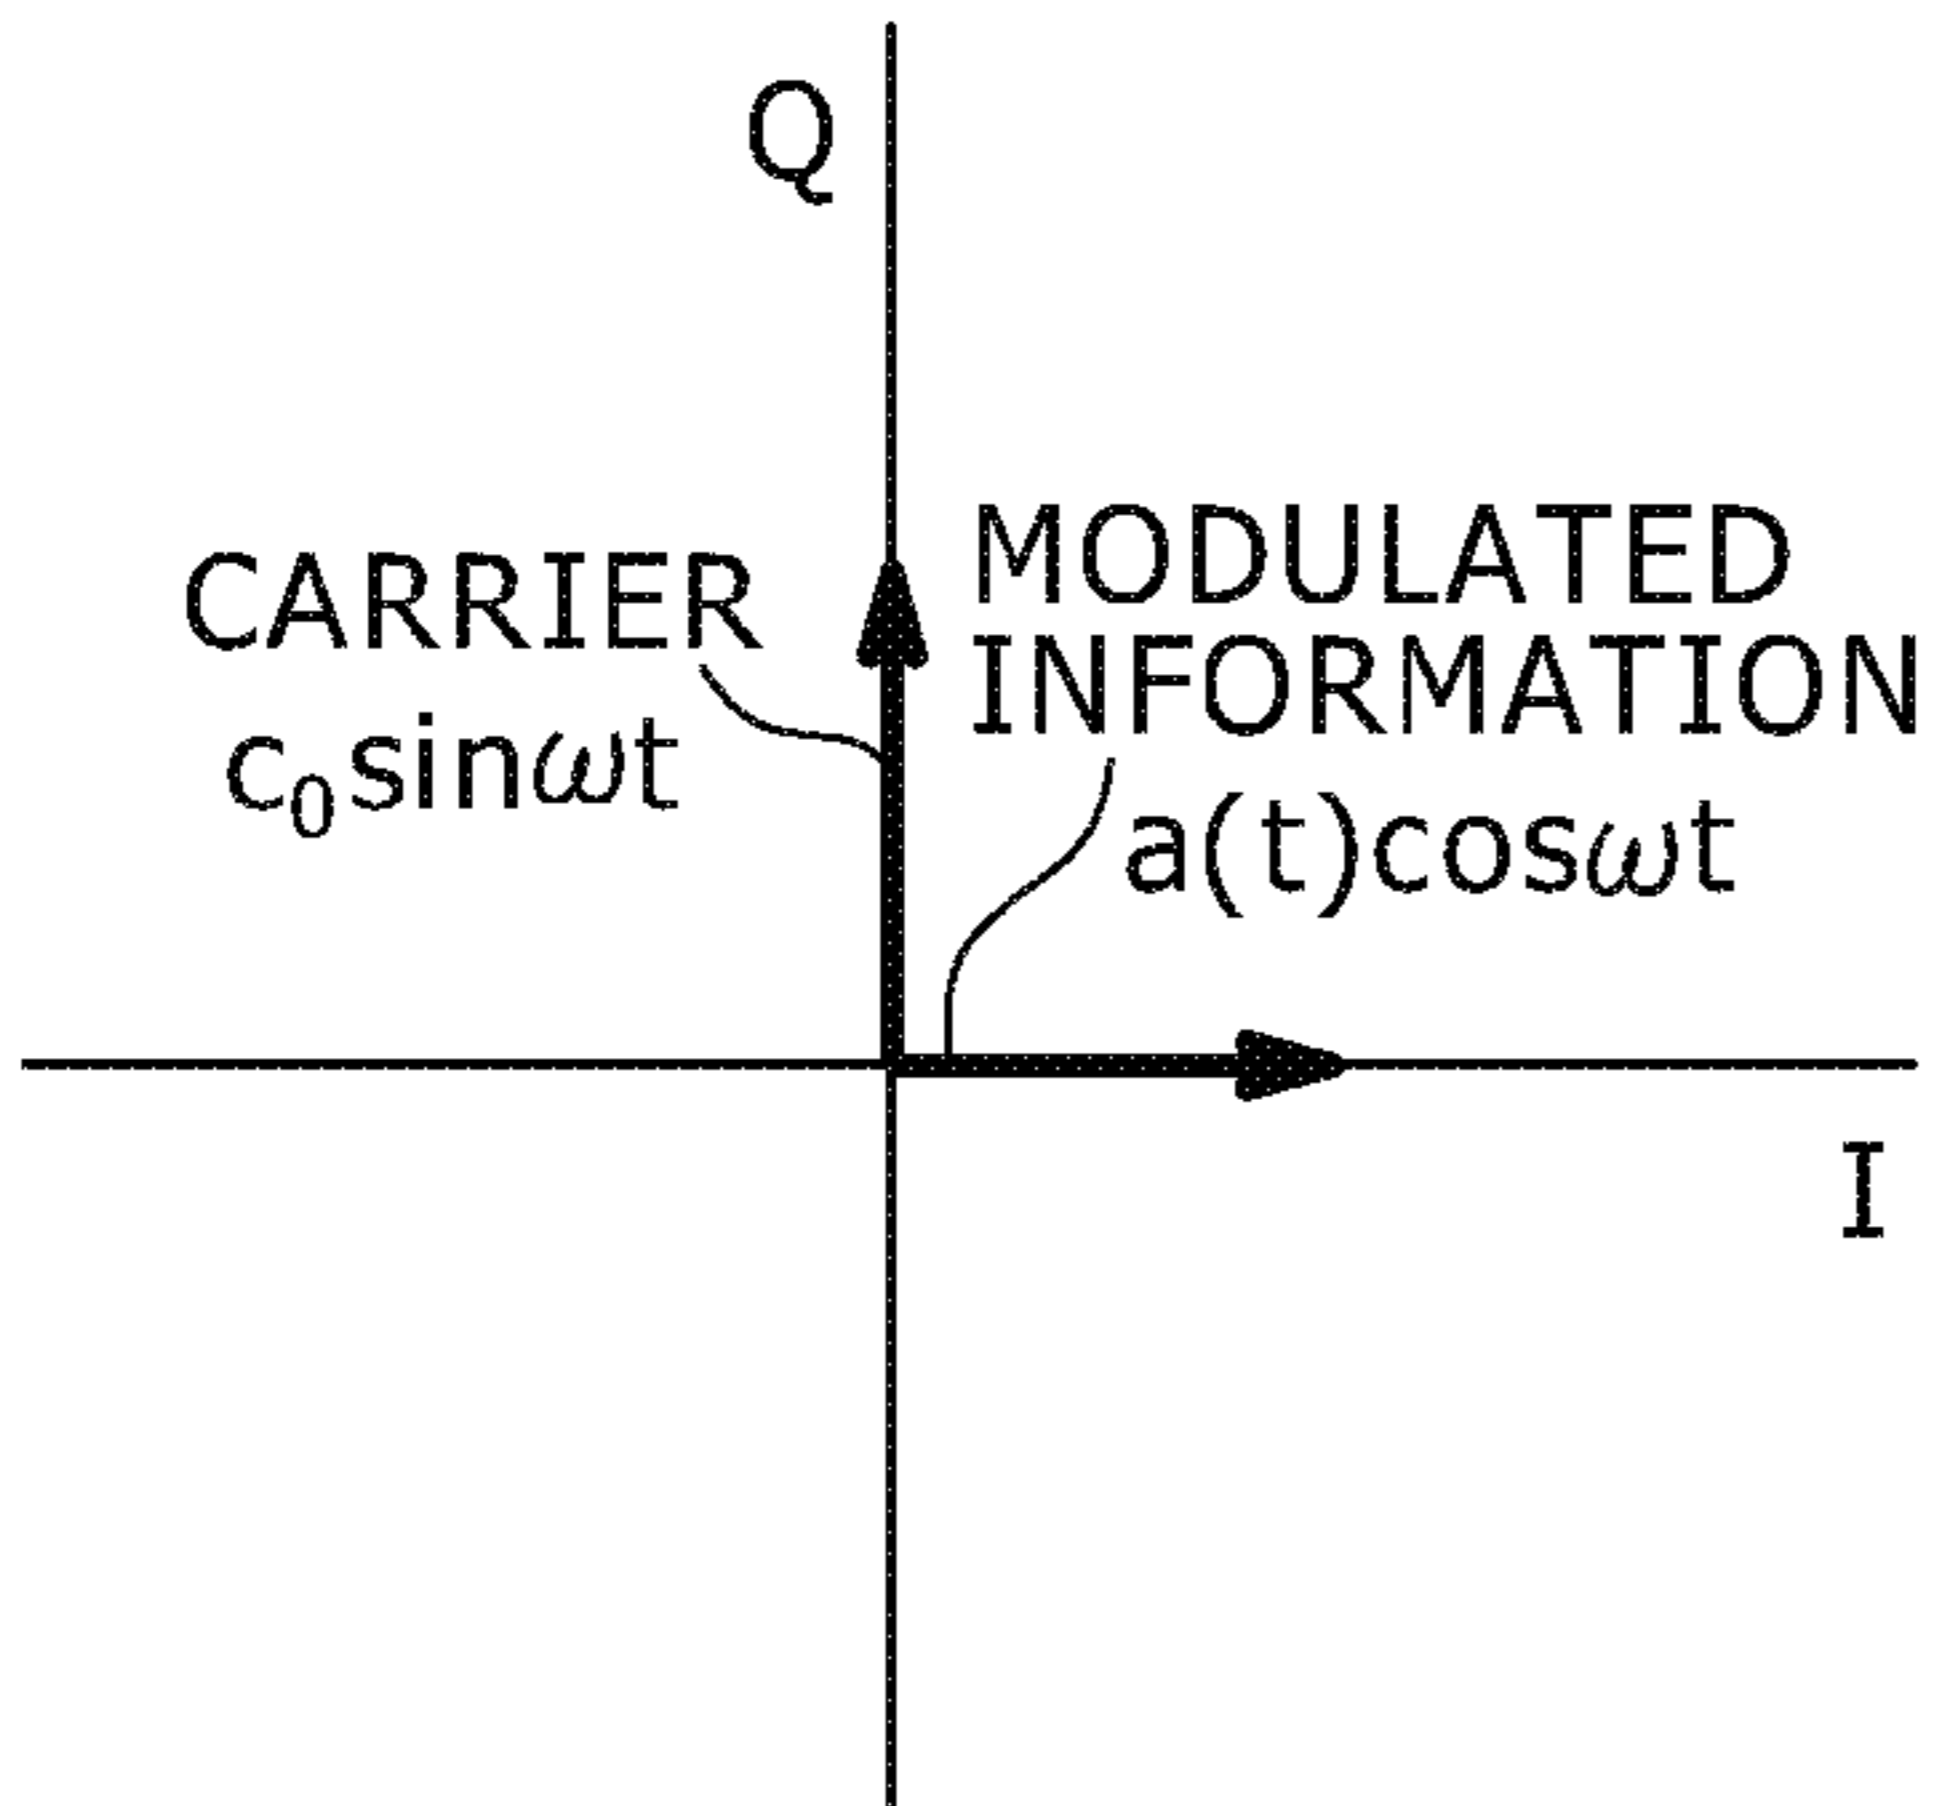 Q
CARRIER
c₀sinωt
MODULATED
INFORMATION
a(t)cosωt
I